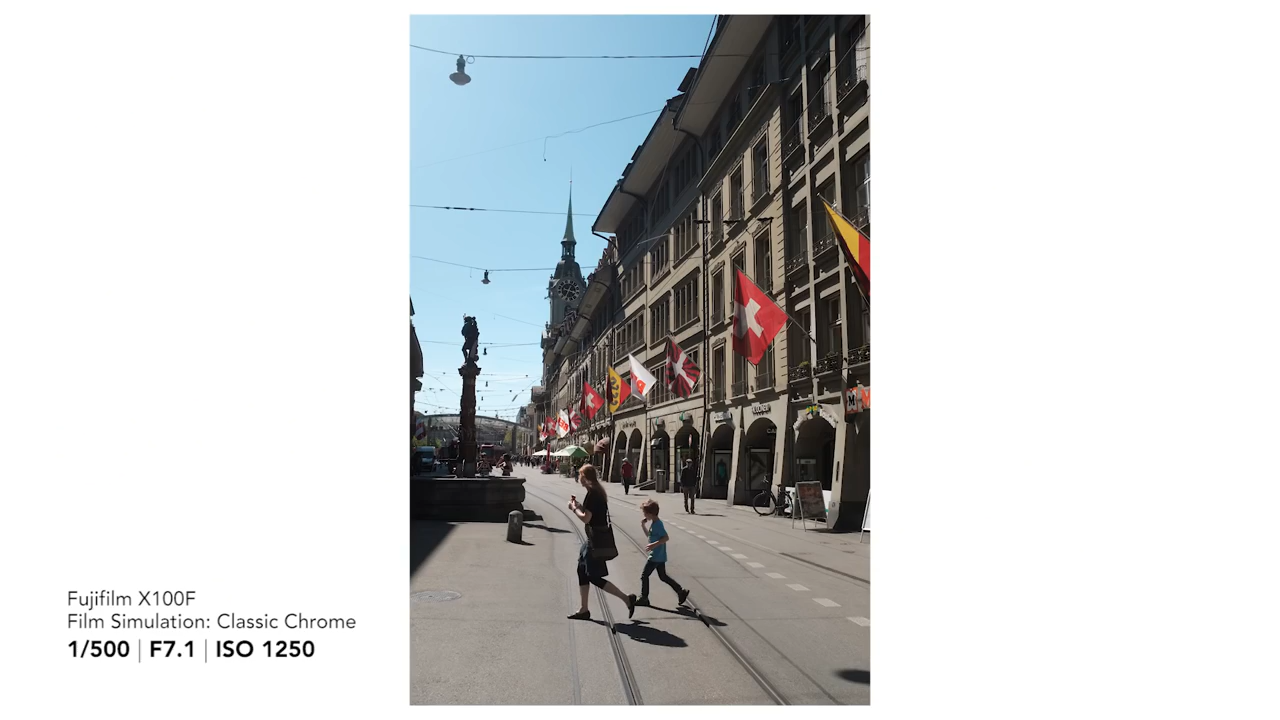 Fujifilm X100F
Film Simulation: Classic Chrome
1/500 | F7.1 | ISO 1250
M